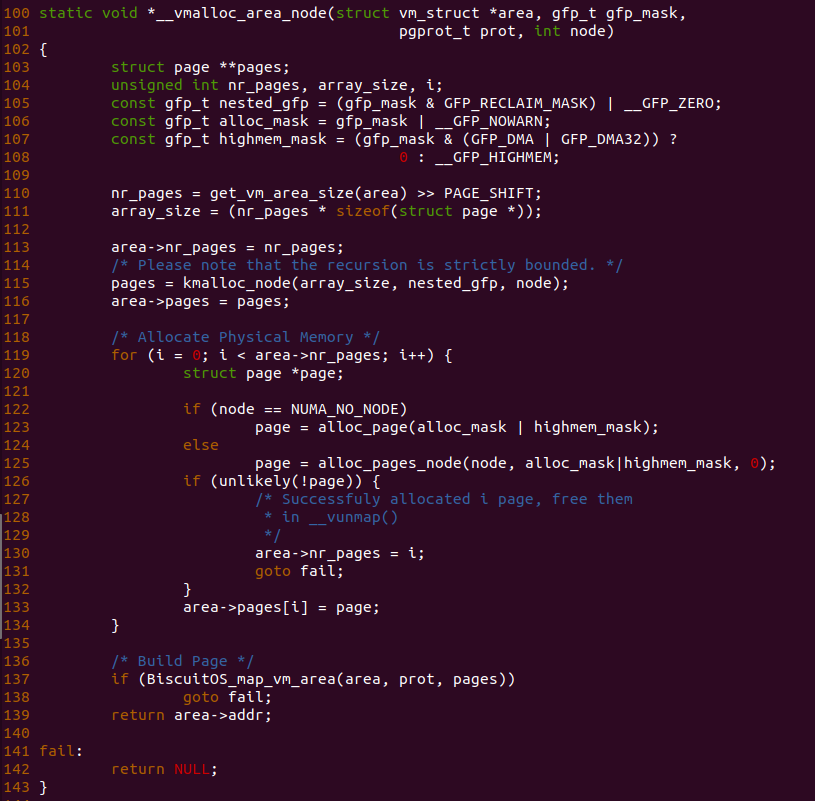 100 static void *__vmalloc_area_node(struct vm_struct *area, gfp_t gfp_mask,
101                                         pgprot_t prot, int node)
102 {
103         struct page **pages;
104         unsigned int nr_pages, array_size, i;
105         const gfp_t nested_gfp = (gfp_mask & GFP_RECLAIM_MASK) | __GFP_ZERO;
106         const gfp_t alloc_mask = gfp_mask | __GFP_NOWARN;
107         const gfp_t highmem_mask = (gfp_mask & (GFP_DMA | GFP_DMA32)) ?
108                                         0 : __GFP_HIGHMEM;
109
110         nr_pages = get_vm_area_size(area) >> PAGE_SHIFT;
111         array_size = (nr_pages * sizeof(struct page *));
112
113         area->nr_pages = nr_pages;
114         /* Please note that the recursion is strictly bounded. */
115         pages = kmalloc_node(array_size, nested_gfp, node);
116         area->pages = pages;
117
118         /* Allocate Physical Memory */
119         for (i = 0; i < area->nr_pages; i++) {
120                 struct page *page;
121
122                 if (node == NUMA_NO_NODE)
123                         page = alloc_page(alloc_mask | highmem_mask);
124                 else
125                         page = alloc_pages_node(node, alloc_mask|highmem_mask, 0);
126                 if (unlikely(!page)) {
127                         /* Successfuly allocated i page, free them
128                          * in __vunmap()
129                          */
130                         area->nr_pages = i;
131                         goto fail;
132                 }
133                 area->pages[i] = page;
134         }
135
136         /* Build Page */
137         if (BiscuitOS_map_vm_area(area, prot, pages))
138                 goto fail;
139         return area->addr;
140
141 fail:
142         return NULL;
143 }